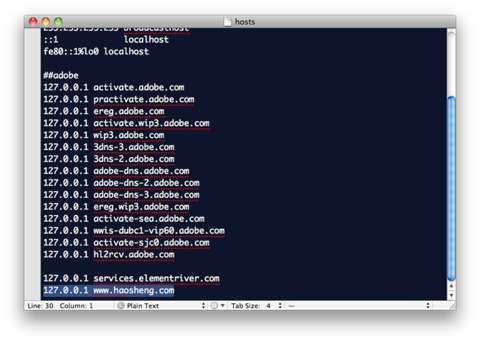 hosts
255.255.255.255 broadcasthost
::1 localhost
fe80::1%lo0 localhost
##adobe
127.0.0.1 activate.adobe.com
127.0.0.1 practivate.adobe.com
127.0.0.1 ereg.adobe.com
127.0.0.1 activate.wip3.adobe.com
127.0.0.1 wip3.adobe.com
127.0.0.1 3dns-3.adobe.com
127.0.0.1 3dns-2.adobe.com
127.0.0.1 adobe-dns.adobe.com
127.0.0.1 adobe-dns-2.adobe.com
127.0.0.1 adobe-dns-3.adobe.com
127.0.0.1 ereg.wip3.adobe.com
127.0.0.1 activate-sea.adobe.com
127.0.0.1 wwis-dubc1-vip60.adobe.com
127.0.0.1 activate-sjc0.adobe.com
127.0.0.1 hl2rcv.adobe.com
127.0.0.1 services.elementriver.com
127.0.0.1 www.haosheng.com
Line: 30 Column: 1 Plain Text Tab Size: 4 —